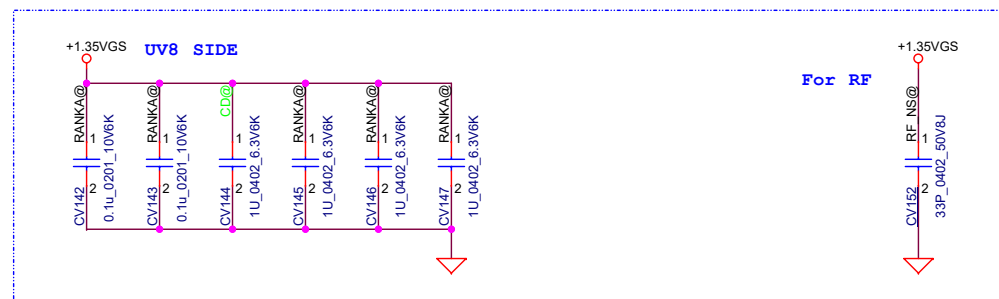 +1.35VGS
UV8 SIDE
+1.35VGS
For RF
RANKA@
1
2
CV142
0.1u_0201_10V6K
RANKA@
1
2
CV143
0.1u_0201_10V6K
CD@
1
2
CV144
1U_0402_6.3V6K
RANKA@
1
2
CV145
1U_0402_6.3V6K
RANKA@
1
2
CV146
1U_0402_6.3V6K
RANKA@
1
2
CV147
1U_0402_6.3V6K
RF_NS@
1
2
CV152
33P_0402_50V8J